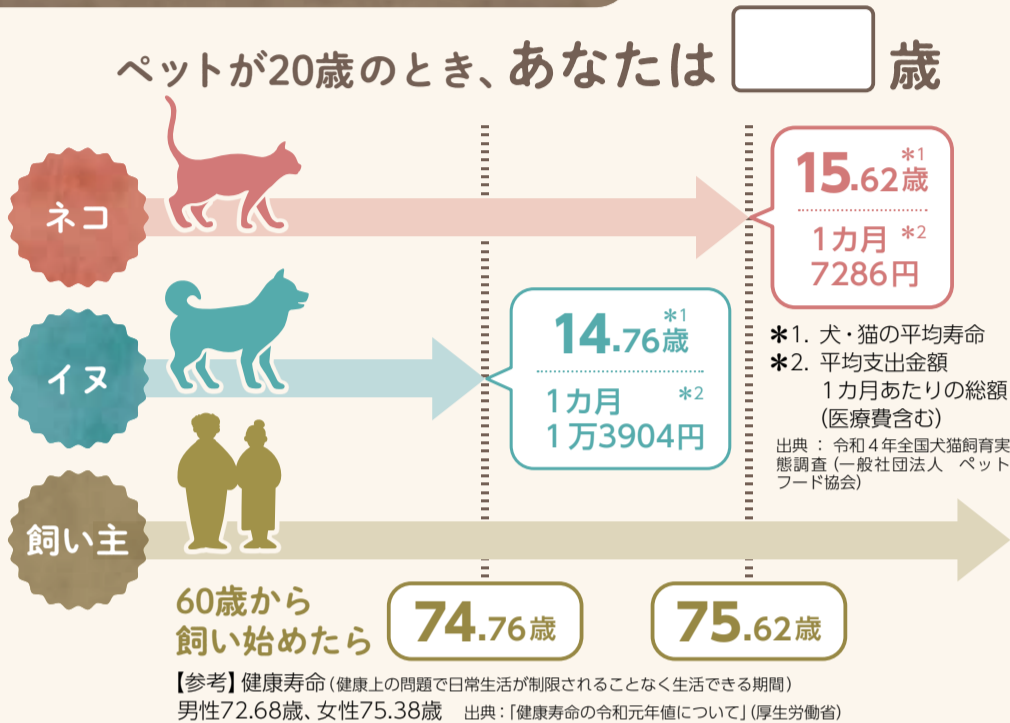 ペットが20歳のとき、あなたは 歳
ネコ
15.62歳 *1
1カ月 *2
7286円
イヌ
14.76歳 *1
1カ月 *2
1万3904円
*1. 犬・猫の平均寿命
*2. 平均支出金額
1カ月あたりの総額
(医療費含む)
出典：令和4年全国犬猫飼育実
態調査(一般社団法人 ペット
フード協会)
飼い主
60歳から
飼い始めたら
74.76歳
75.62歳
【参考】健康寿命(健康上の問題で日常生活が制限されることなく生活できる期間)
男性72.68歳、女性75.38歳 出典：「健康寿命の令和元年値について」(厚生労働省)